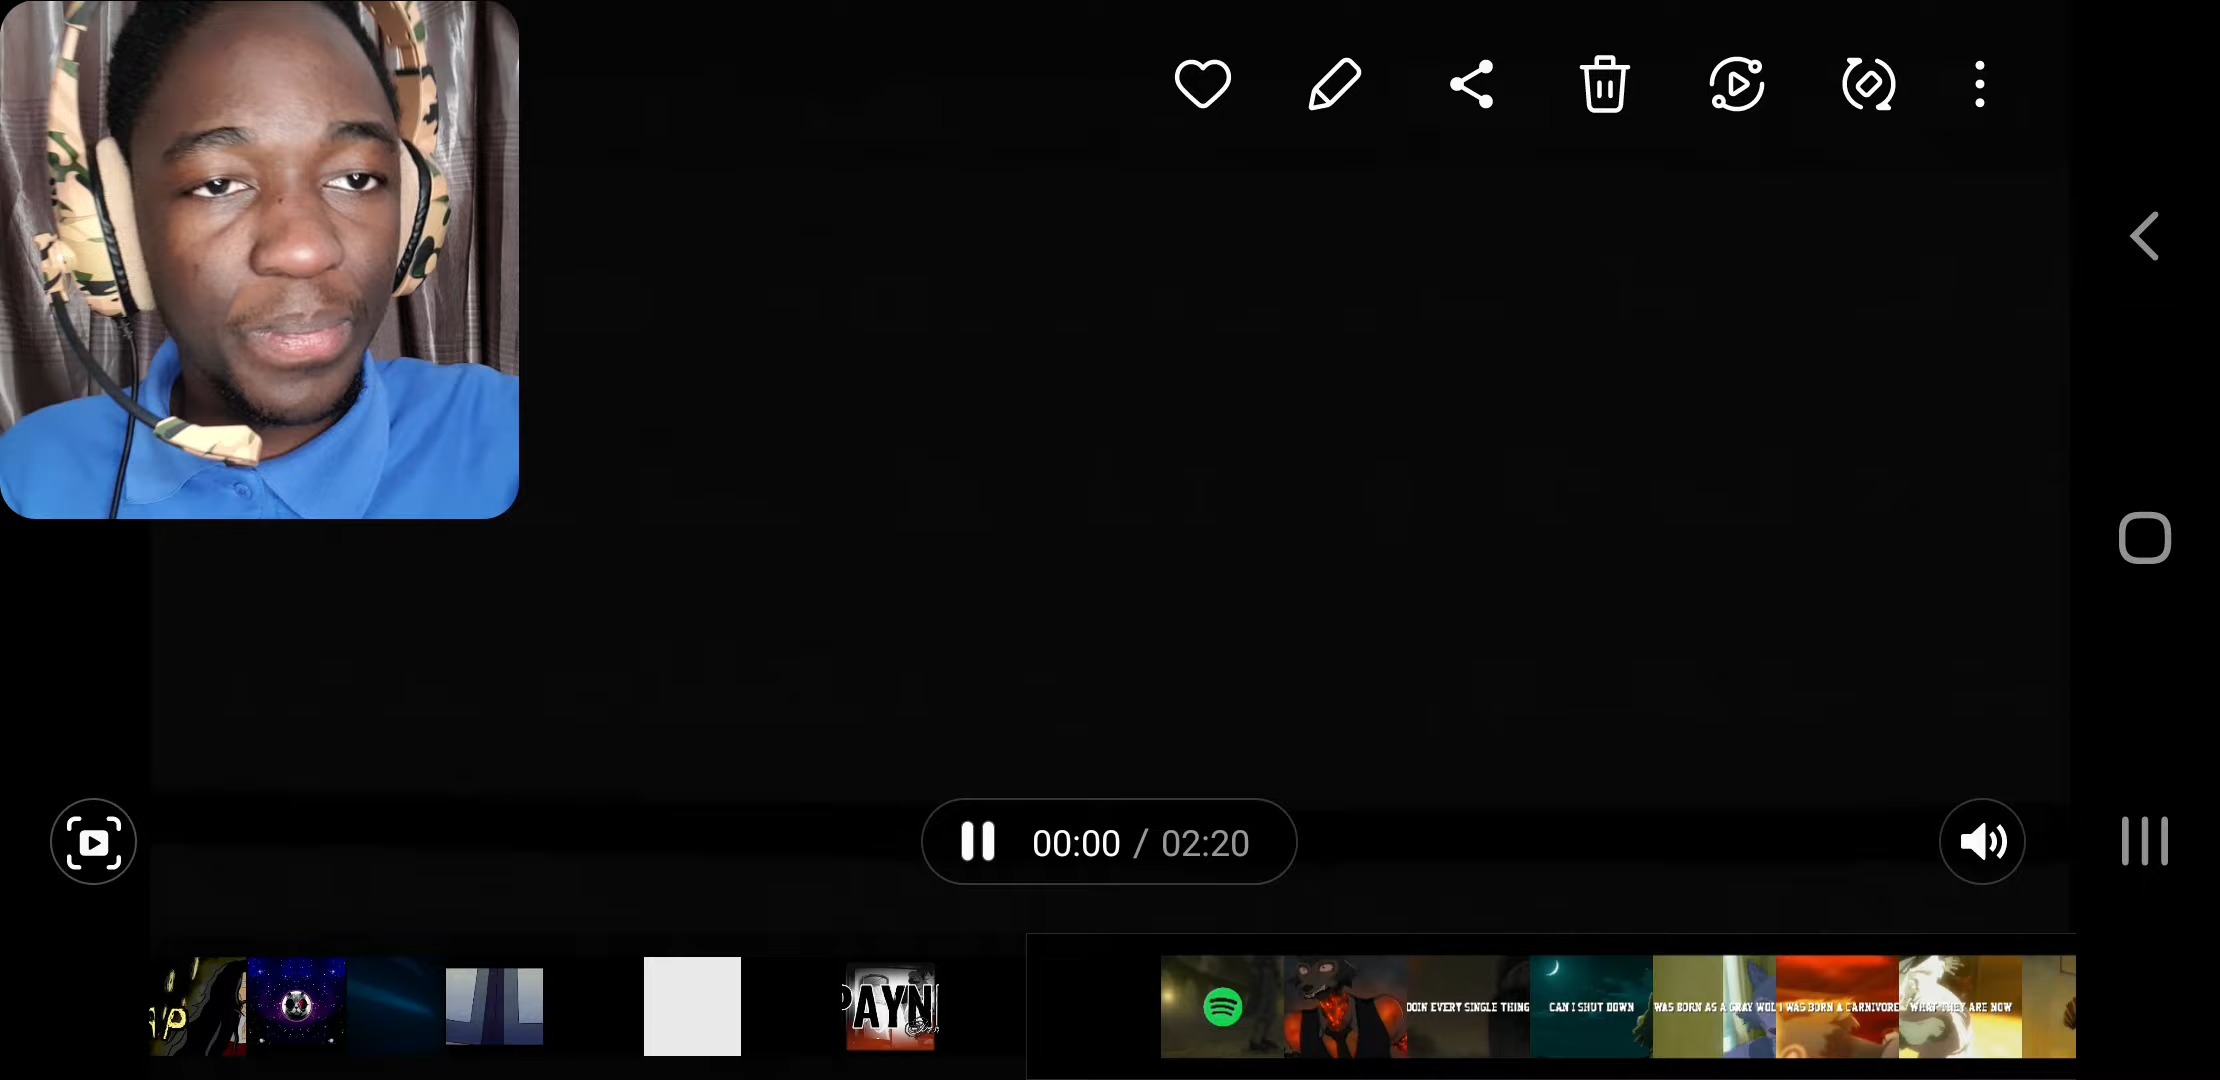 00:00 / 02:20
PAYN
DOIN EVERY SINGLE THING
CAN I SHUT DOWN
WAS BORN AS A GRAY WOL
I WAS BORN A CARNIVORE
WHAT THEY ARE NOW